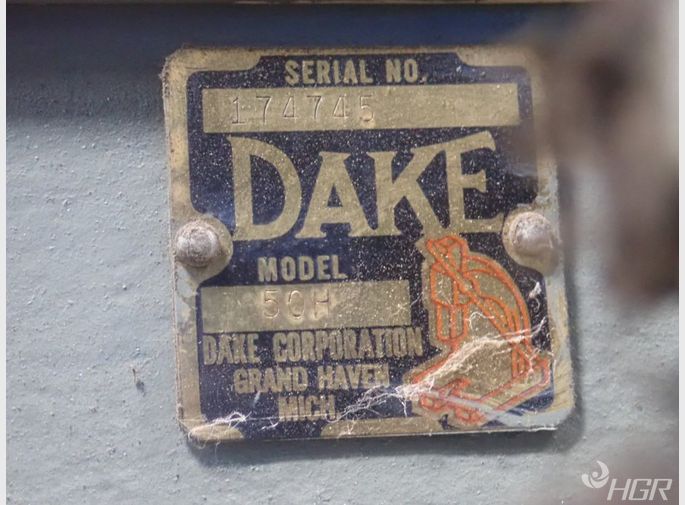 SERIAL NO.
174745
DAKE
MODEL
50H
DAKE CORPORATION
GRAND HAVEN
MICH
HGR